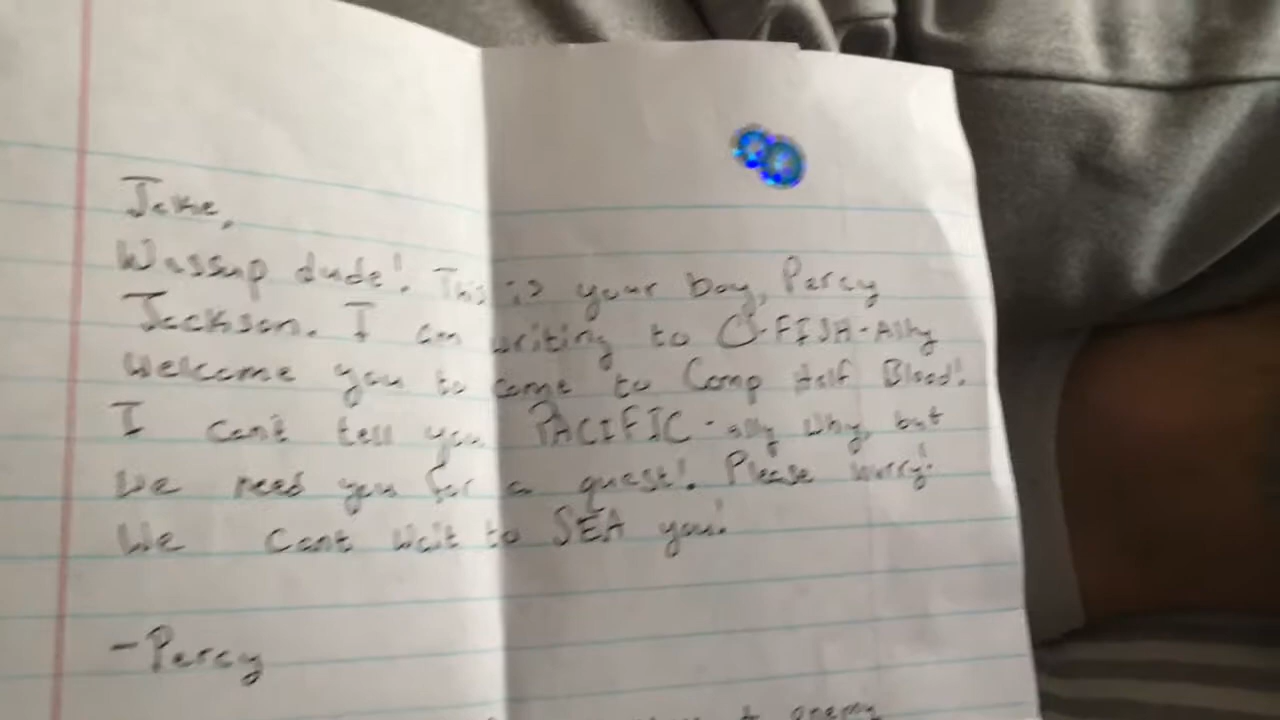 Jake,
Wassup dude! This is your boy, Percy
Jackson. I am writing to O-FISH-Ally
Welcome you to come to Camp Half Blood!
I can't tell you PACIFIC-ally why, but
We need you for a quest! Please hurry!
We cant wait to SEA you!
-Percy
enemy